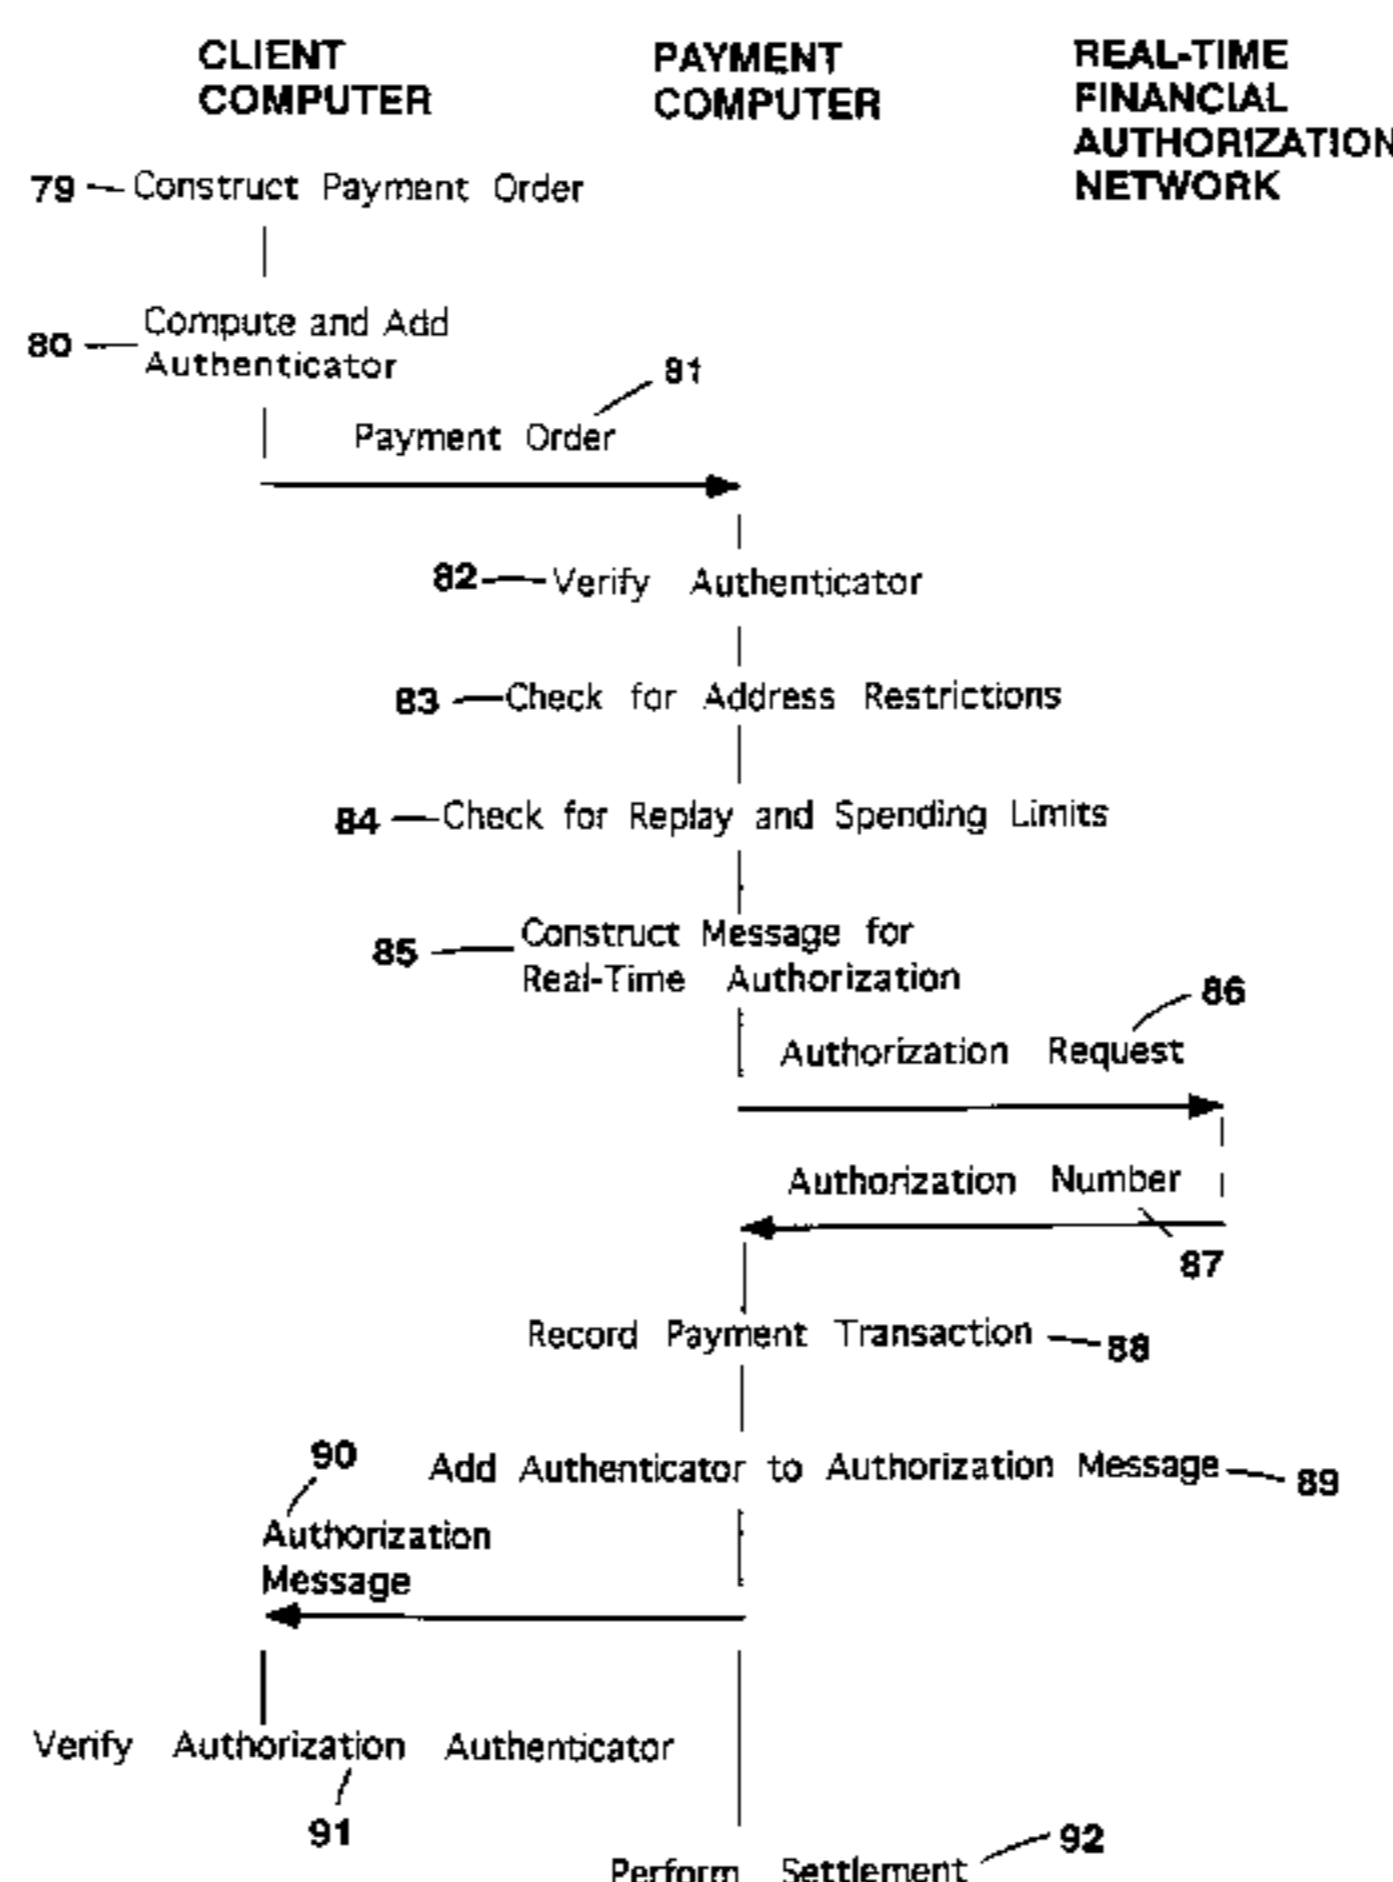 CLIENT
COMPUTER
PAYMENT
COMPUTER
REAL-TIME
FINANCIAL
AUTHORIZATION
NETWORK
79 Construct Payment Order
80 Compute and Add
Authenticator
81
Payment Order
82 Verify Authenticator
83 Check for Address Restrictions
84 Check for Replay and Spending Limits
85 Construct Message for
Real-Time Authorization
86
Authorization Request
Authorization Number
87
Record Payment Transaction 88
90
Add Authenticator to Authorization Message 89
Authorization
Message
Verify Authorization Authenticator
91
92
Perform Settlement